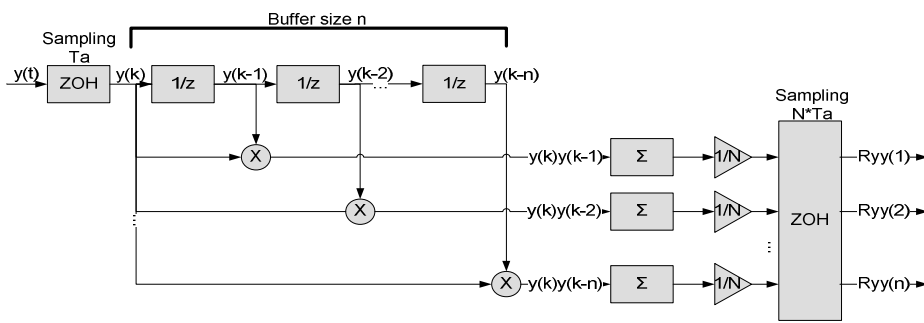 Buffer size n
Sampling
Ta
y(t)
ZOH
y(k)
1/z
y(k-1)
1/z
y(k-2)
...
1/z
y(k-n)
Sampling
N*Ta
X
y(k)y(k-1)
Σ
1/N
Ryy(1)
X
y(k)y(k-2)
Σ
1/N
ZOH
Ryy(2)
...
...
X
y(k)y(k-n)
Σ
1/N
Ryy(n)